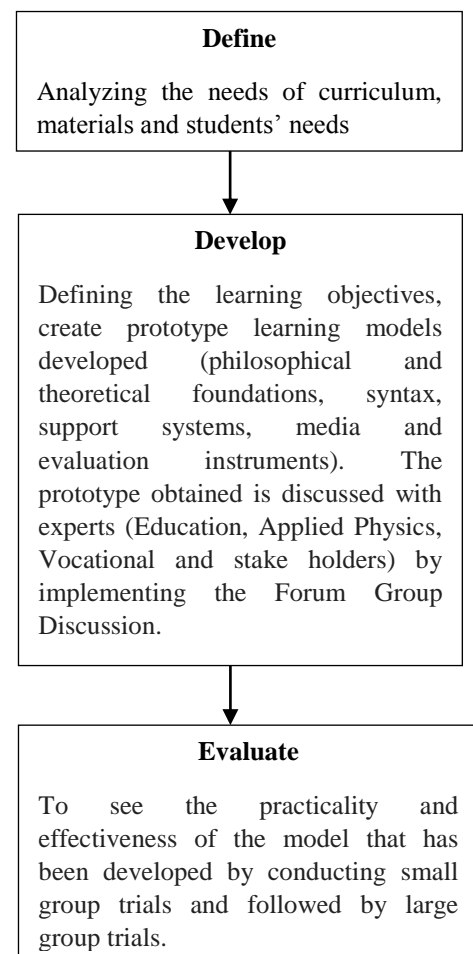 Define
Analyzing the needs of curriculum,
materials and students’ needs
Develop
Defining the learning objectives,
create prototype learning models
developed (philosophical and
theoretical foundations, syntax,
support systems, media and
evaluation instruments). The
prototype obtained is discussed with
experts (Education, Applied Physics,
Vocational and stake holders) by
implementing the Forum Group
Discussion.
Evaluate
To see the practicality and
effectiveness of the model that has
been developed by conducting small
group trials and followed by large
group trials.